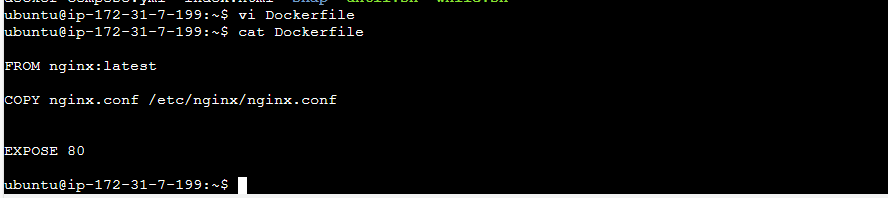 ubuntu@ip-172-31-7-199:~$ vi Dockerfile
ubuntu@ip-172-31-7-199:~$ cat Dockerfile
FROM nginx:latest
COPY nginx.conf /etc/nginx/nginx.conf
EXPOSE 80
ubuntu@ip-172-31-7-199:~$